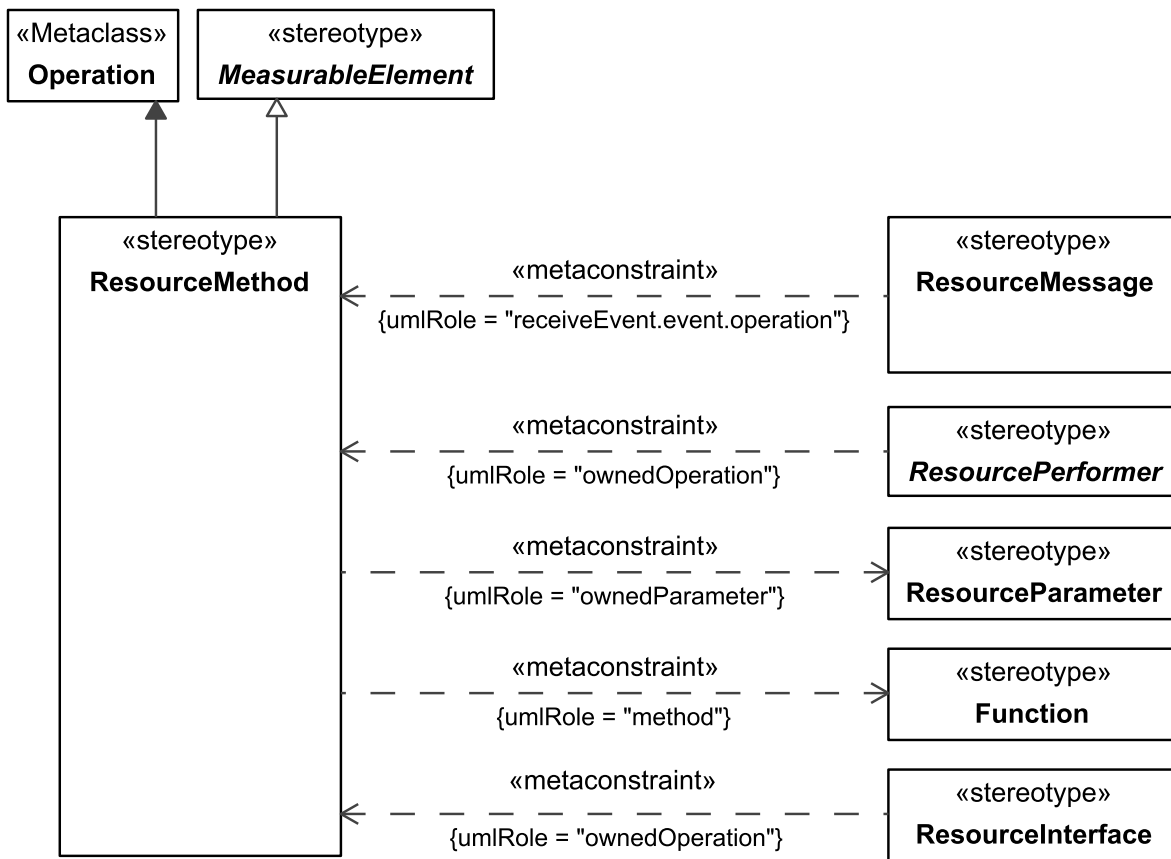 «Metaclass»
Operation
«stereotype»
MeasurableElement
«stereotype»
ResourceMethod
«metaconstraint»
{umlRole = "receiveEvent.event.operation"}
«stereotype»
ResourceMessage
«metaconstraint»
{umlRole = "ownedOperation"}
«stereotype»
ResourcePerformer
«metaconstraint»
{umlRole = "ownedParameter"}
«stereotype»
ResourceParameter
«metaconstraint»
{umlRole = "method"}
«stereotype»
Function
«metaconstraint»
{umlRole = "ownedOperation"}
«stereotype»
ResourceInterface